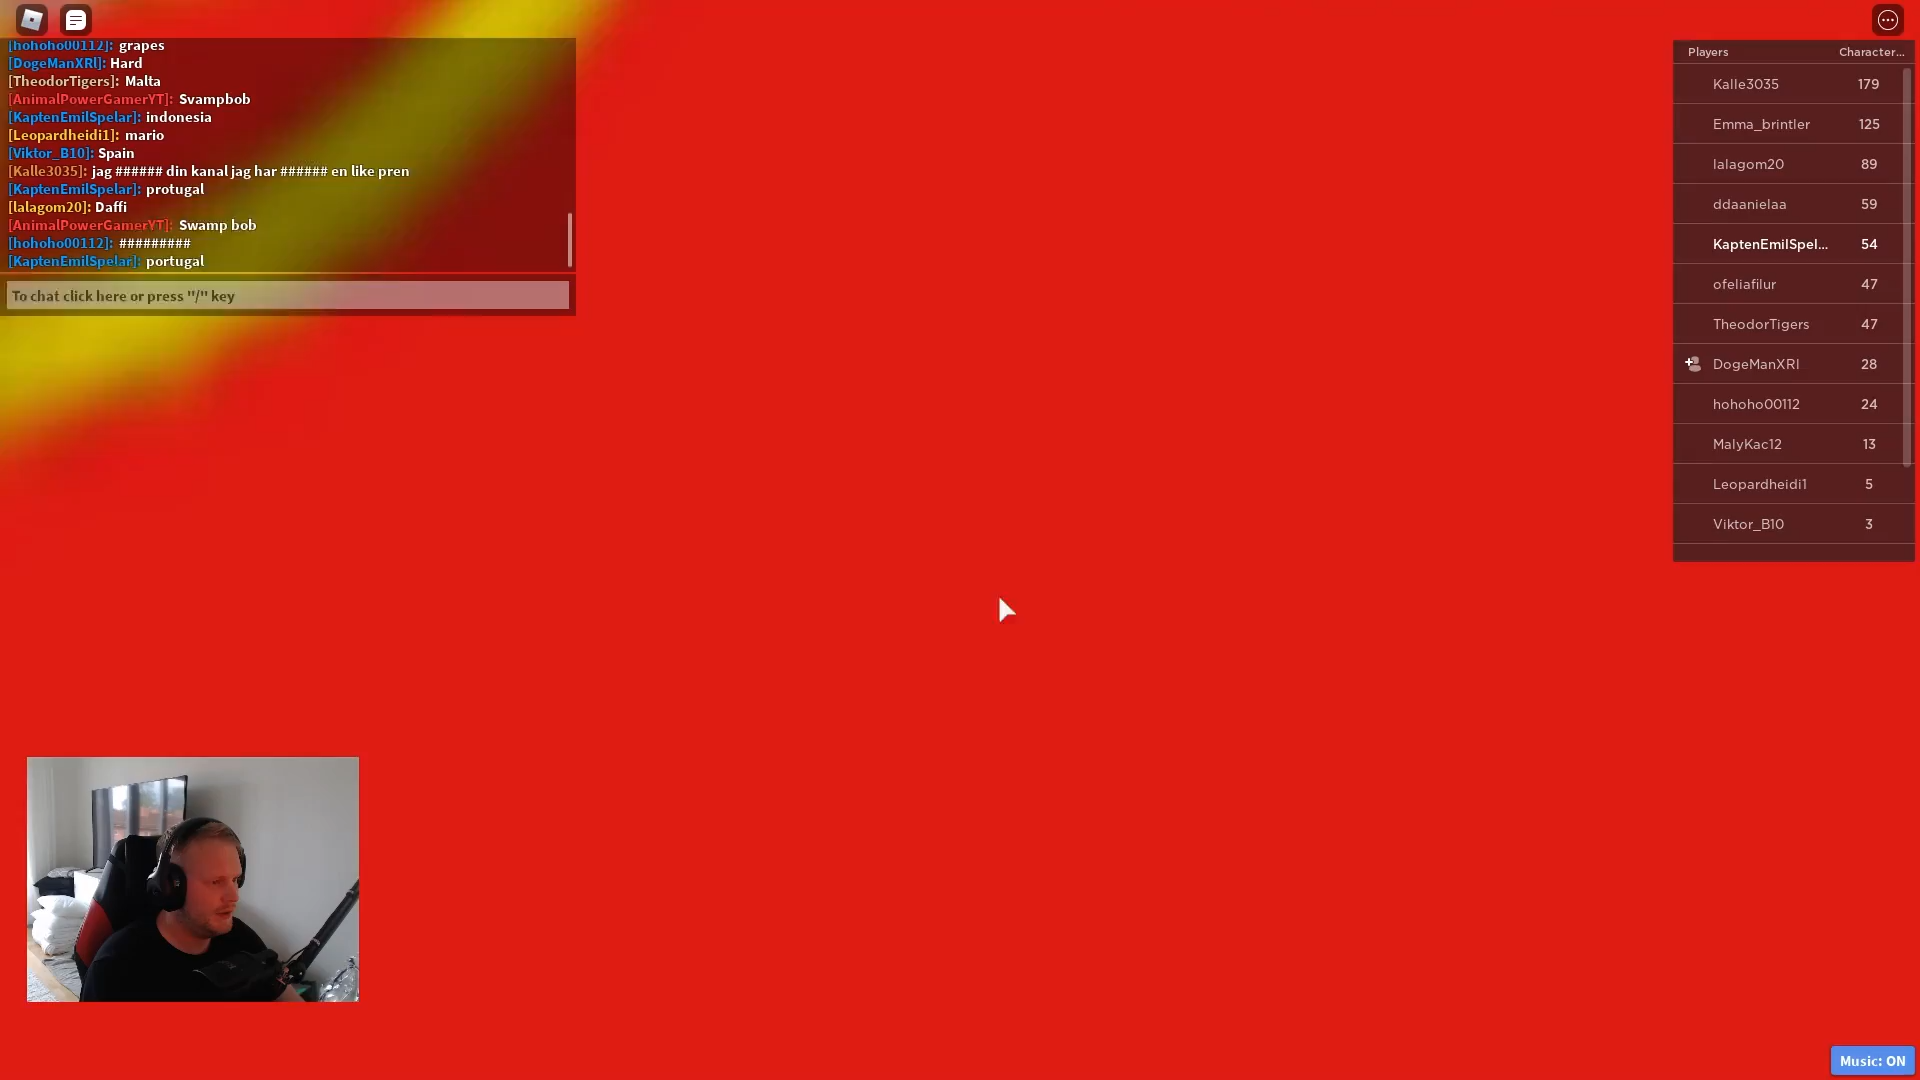 [hohoho00112]: grapes
[DogeManXRl]: Hard
[TheodorTigers]: Malta
[AnimalPowerGamerYT]: Svampbob
[KaptenEmilSpelar]: indonesia
[Leopardheidi1]: mario
[Viktor_B10]: Spain
[Kalle3035]: jag ###### din kanal jag har ###### en like pren
[KaptenEmilSpelar]: protugal
[lalagom20]: Daffi
[AnimalPowerGamerYT]: Swamp bob
[hohoho00112]: #########
[KaptenEmilSpelar]: portugal
To chat click here or press "/" key
Players Character...
Kalle3035 179
Emma_brintler 125
lalagom20 89
ddaanielaa 59
KaptenEmilSpel... 54
ofeliafilur 47
TheodorTigers 47
DogeManXRl 28
hohoho00112 24
MalyKac12 13
Leopardheidi1 5
Viktor_B10 3
Music: ON